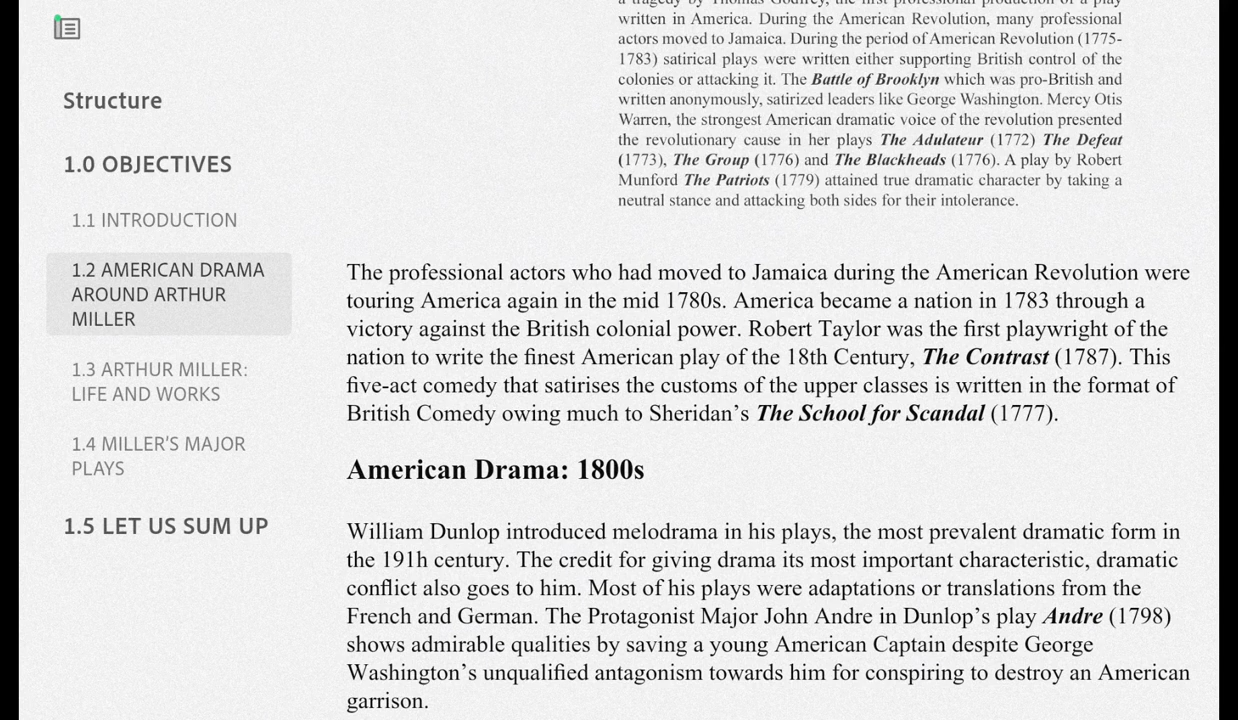 Structure
1.0 OBJECTIVES
1.1 INTRODUCTION
1.2 AMERICAN DRAMA
AROUND ARTHUR
MILLER
1.3 ARTHUR MILLER:
LIFE AND WORKS
1.4 MILLER'S MAJOR
PLAYS
1.5 LET US SUM UP
a tragedy by Thomas Godfrey, the first professional production of a play
written in America. During the American Revolution, many professional
actors moved to Jamaica. During the period of American Revolution (1775-
1783) satirical plays were written either supporting British control of the
colonies or attacking it. The Battle of Brooklyn which was pro-British and
written anonymously, satirized leaders like George Washington. Mercy Otis
Warren, the strongest American dramatic voice of the revolution presented
the revolutionary cause in her plays The Adulateur (1772) The Defeat
(1773), The Group (1776) and The Blackheads (1776). A play by Robert
Munford The Patriots (1779) attained true dramatic character by taking a
neutral stance and attacking both sides for their intolerance.
The professional actors who had moved to Jamaica during the American Revolution were
touring America again in the mid 1780s. America became a nation in 1783 through a
victory against the British colonial power. Robert Taylor was the first playwright of the
nation to write the finest American play of the 18th Century, The Contrast (1787). This
five-act comedy that satirises the customs of the upper classes is written in the format of
British Comedy owing much to Sheridan's The School for Scandal (1777).
American Drama: 1800s
William Dunlop introduced melodrama in his plays, the most prevalent dramatic form in
the 191h century. The credit for giving drama its most important characteristic, dramatic
conflict also goes to him. Most of his plays were adaptations or translations from the
French and German. The Protagonist Major John Andre in Dunlop's play Andre (1798)
shows admirable qualities by saving a young American Captain despite George
Washington's unqualified antagonism towards him for conspiring to destroy an American
garrison.